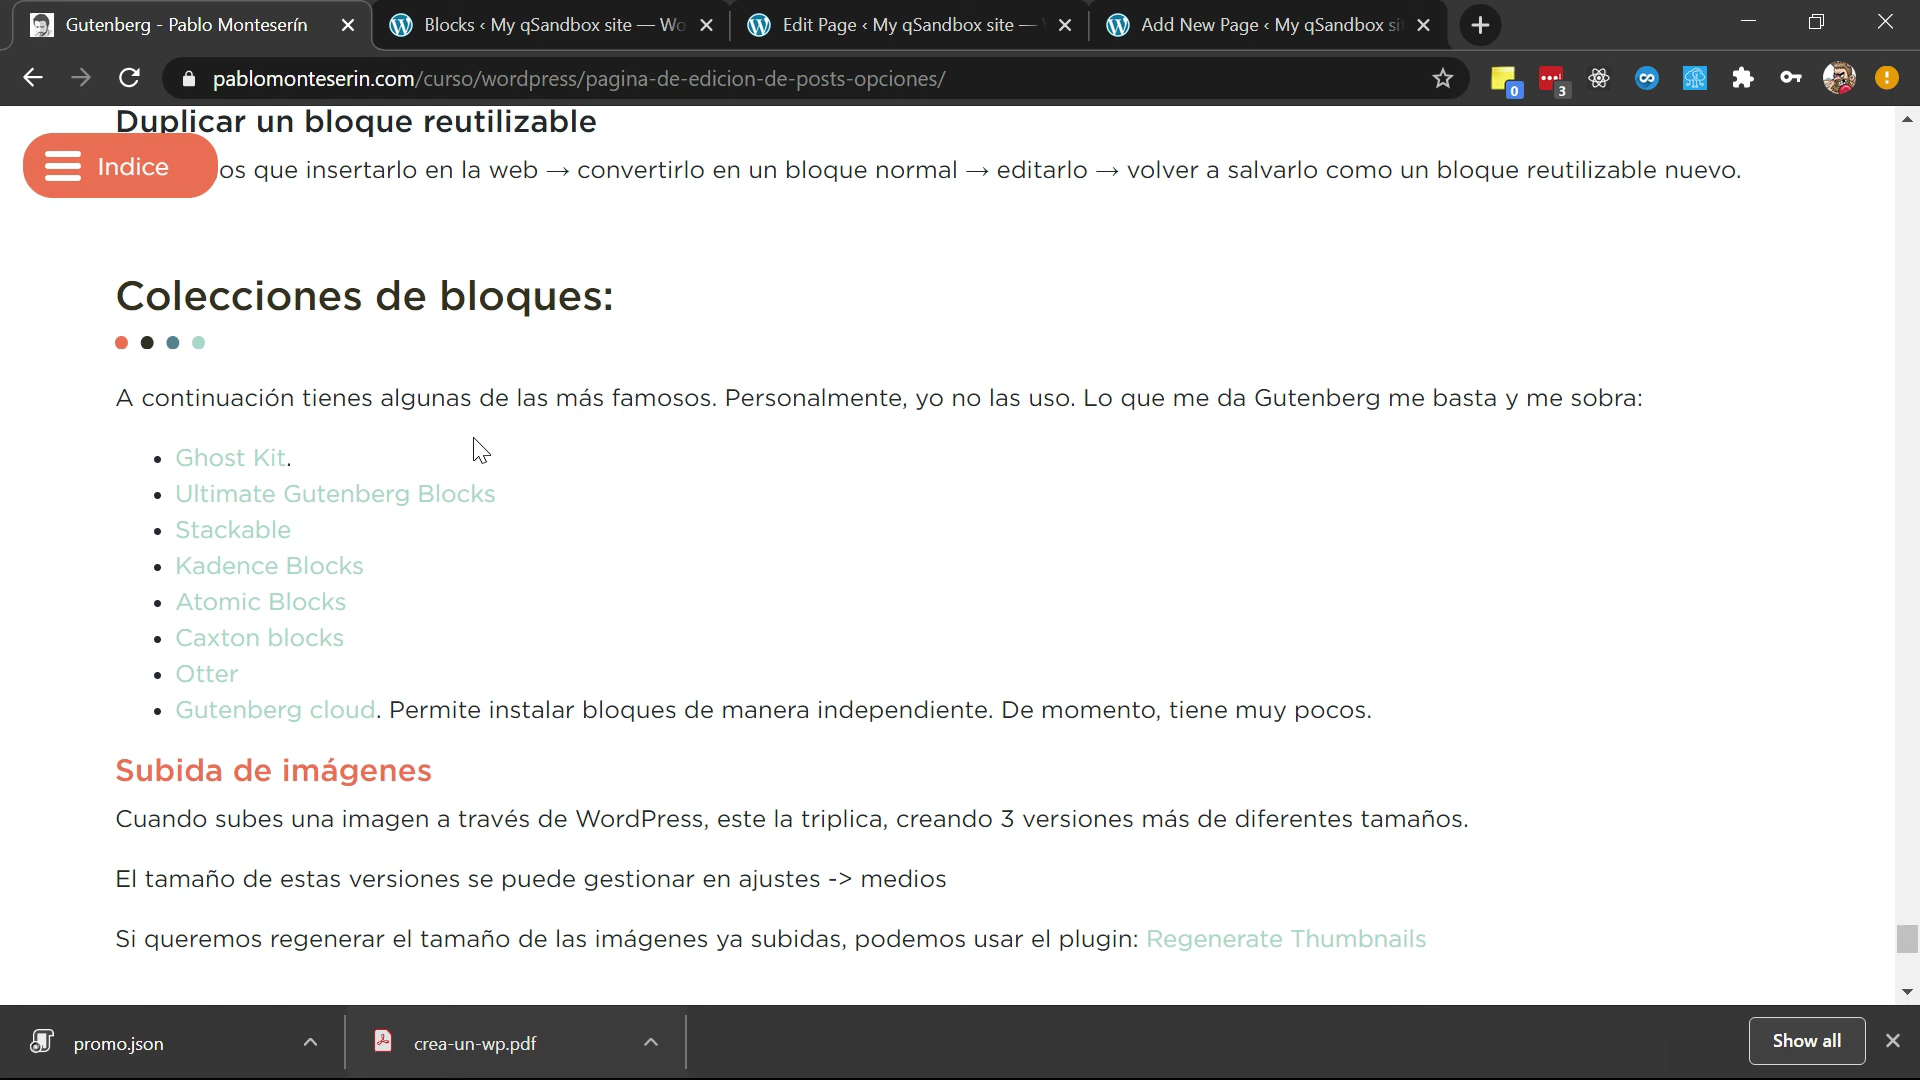 Gutenberg - Pablo Monteserín
Blocks ‹ My qSandbox site — Wo
Edit Page ‹ My qSandbox site —
Add New Page ‹ My qSandbox si
pablomonteserin.com/curso/wordpress/pagina-de-edicion-de-posts-opciones/
0
3
Duplicar un bloque reutilizable
Indice
os que insertarlo en la web → convertirlo en un bloque normal → editarlo → volver a salvarlo como un bloque reutilizable nuevo.
Colecciones de bloques:
A continuación tienes algunas de las más famosos. Personalmente, yo no las uso. Lo que me da Gutenberg me basta y me sobra:
• Ghost Kit.
• Ultimate Gutenberg Blocks
• Stackable
• Kadence Blocks
• Atomic Blocks
• Caxton blocks
• Otter
• Gutenberg cloud. Permite instalar bloques de manera independiente. De momento, tiene muy pocos.
Subida de imágenes
Cuando subes una imagen a través de WordPress, este la triplica, creando 3 versiones más de diferentes tamaños.
El tamaño de estas versiones se puede gestionar en ajustes -> medios
Si queremos regenerar el tamaño de las imágenes ya subidas, podemos usar el plugin: Regenerate Thumbnails
promo.json
crea-un-wp.pdf
Show all